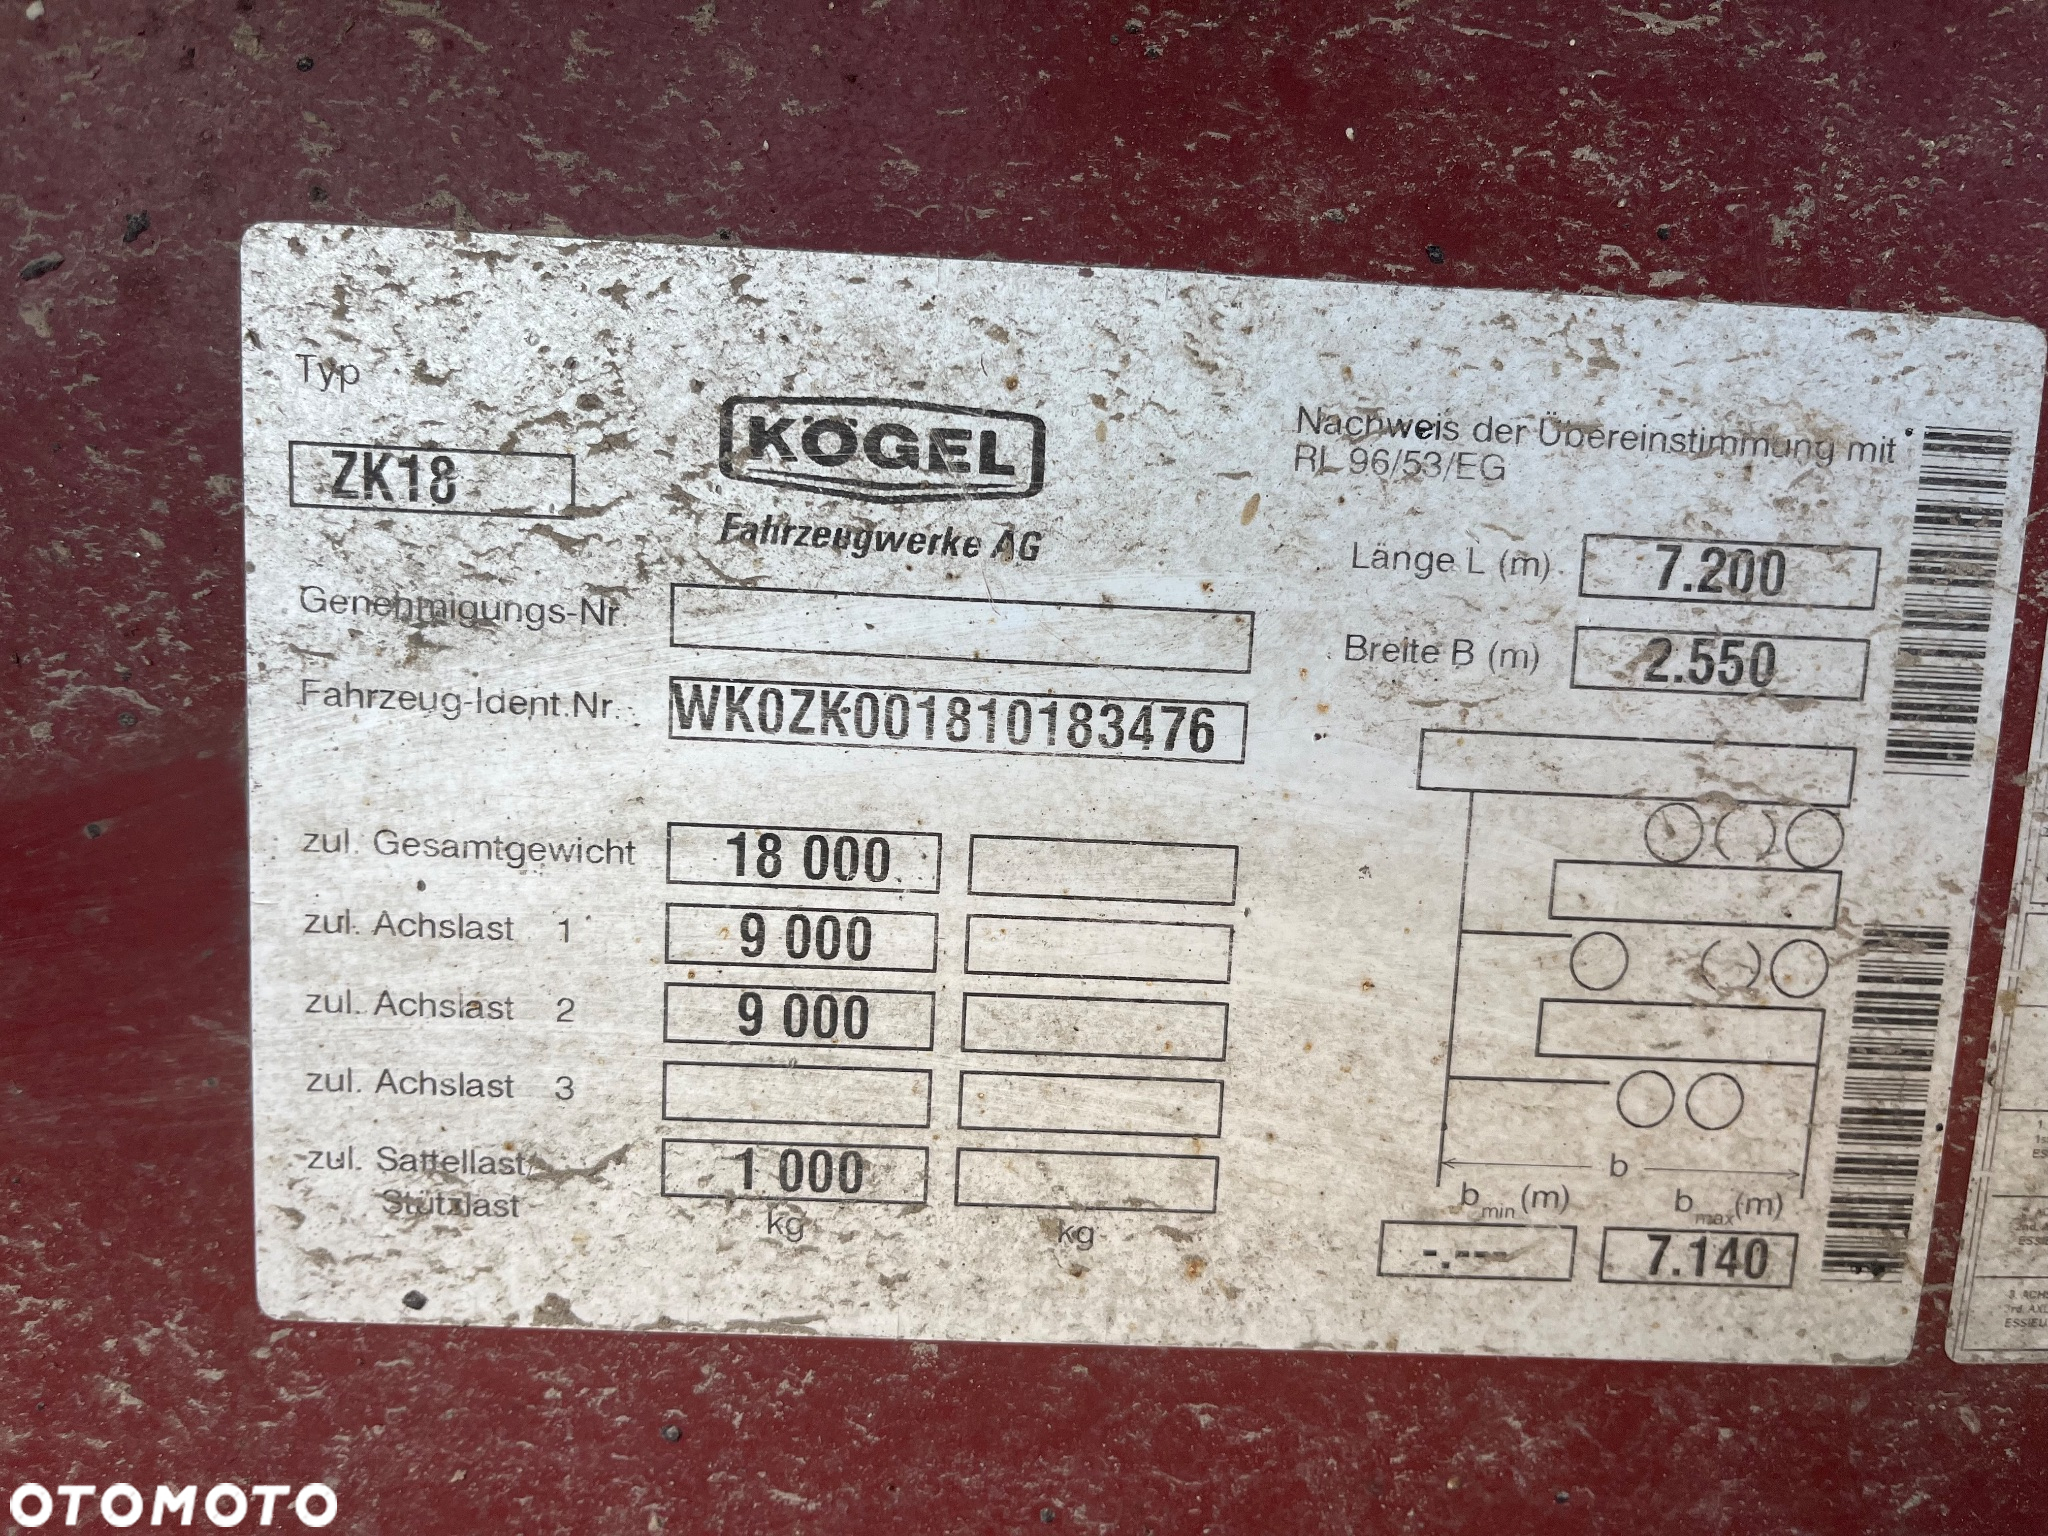 Typ
ZK18
KÖGEL
Fahrzeugwerke AG
Genehmigungs-Nr.
Fahrzeug-Ident.Nr.
WK0ZK001810183476
zul. Gesamtgewicht 18 000
zul. Achslast 1 9 000
zul. Achslast 2 9 000
zul. Achslast 3
zul. Sattellast/ 1 000
Stützlast
kg kg
Nachweis der Übereinstimmung mit
RL 96/53/EG
Länge L (m) 7.200
Breite B (m) 2.550
b
bmin (m) bmax (m)
-.--- 7.140
OTOMOTO